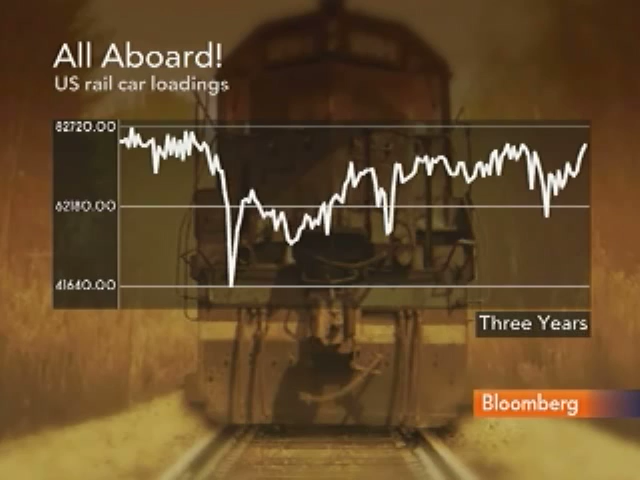 All Aboard!
US rail car loadings
82720.00
62180.00
41640.00
Three Years
Bloomberg